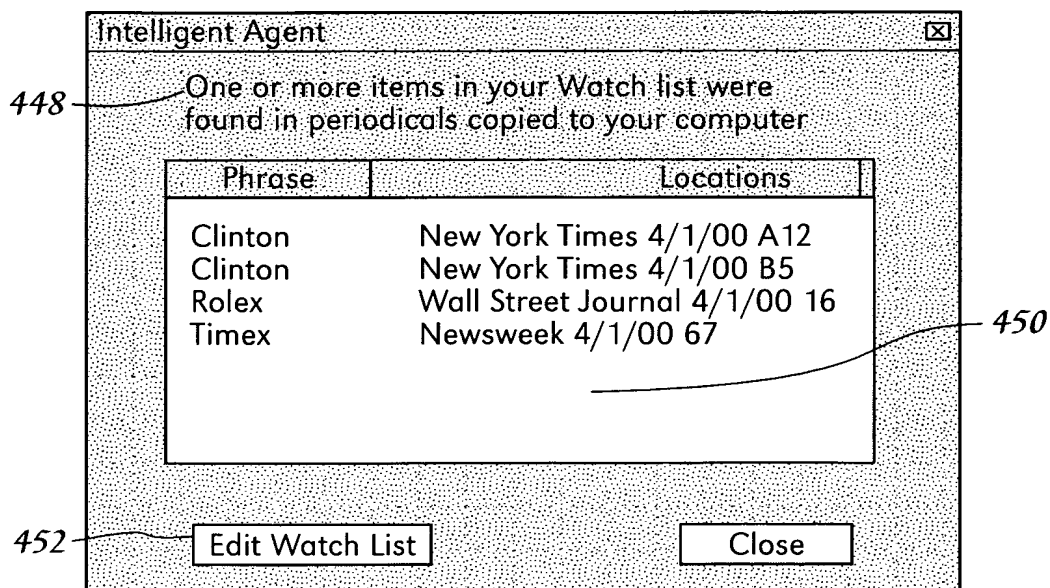 Intelligent Agent
448
One or more items in your Watch list were
found in periodicals copied to your computer
Phrase Locations
Clinton New York Times 4/1/00 A12
Clinton New York Times 4/1/00 B5
Rolex Wall Street Journal 4/1/00 16
Timex Newsweek 4/1/00 67
450
452
Edit Watch List Close